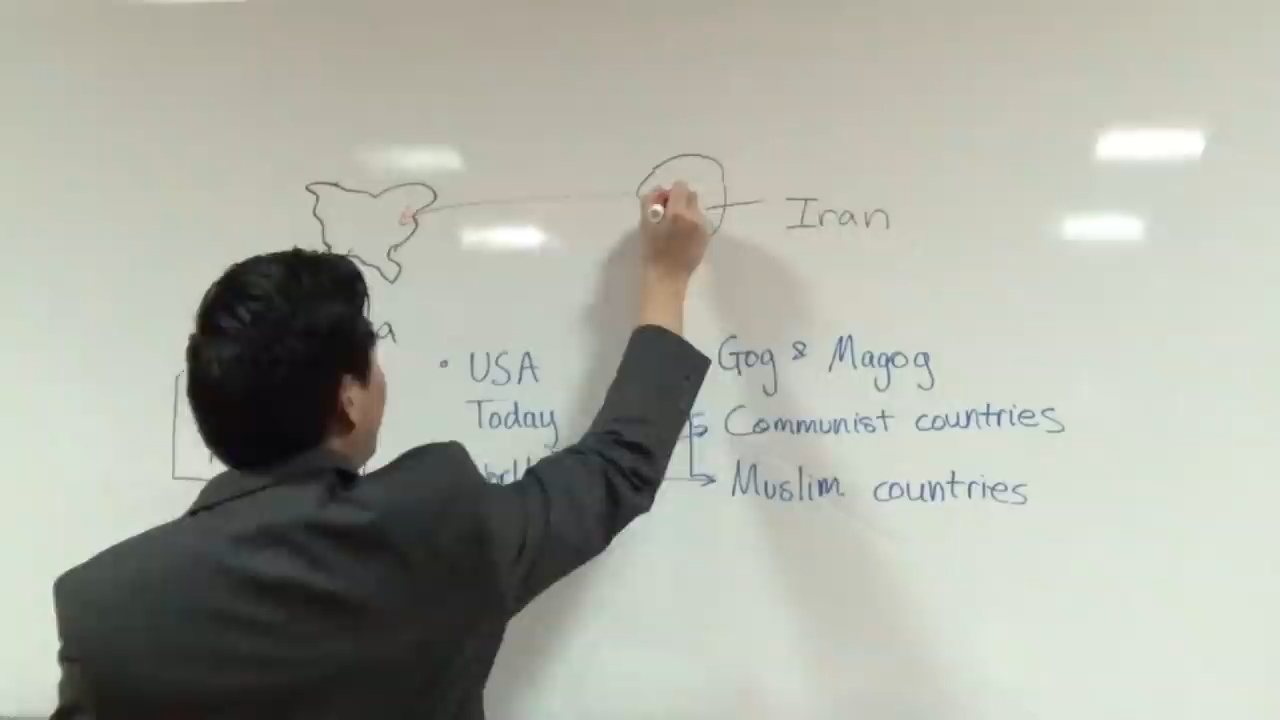 Iran
• USA
Today
Gog & Magog
Communist countries
Muslim countries